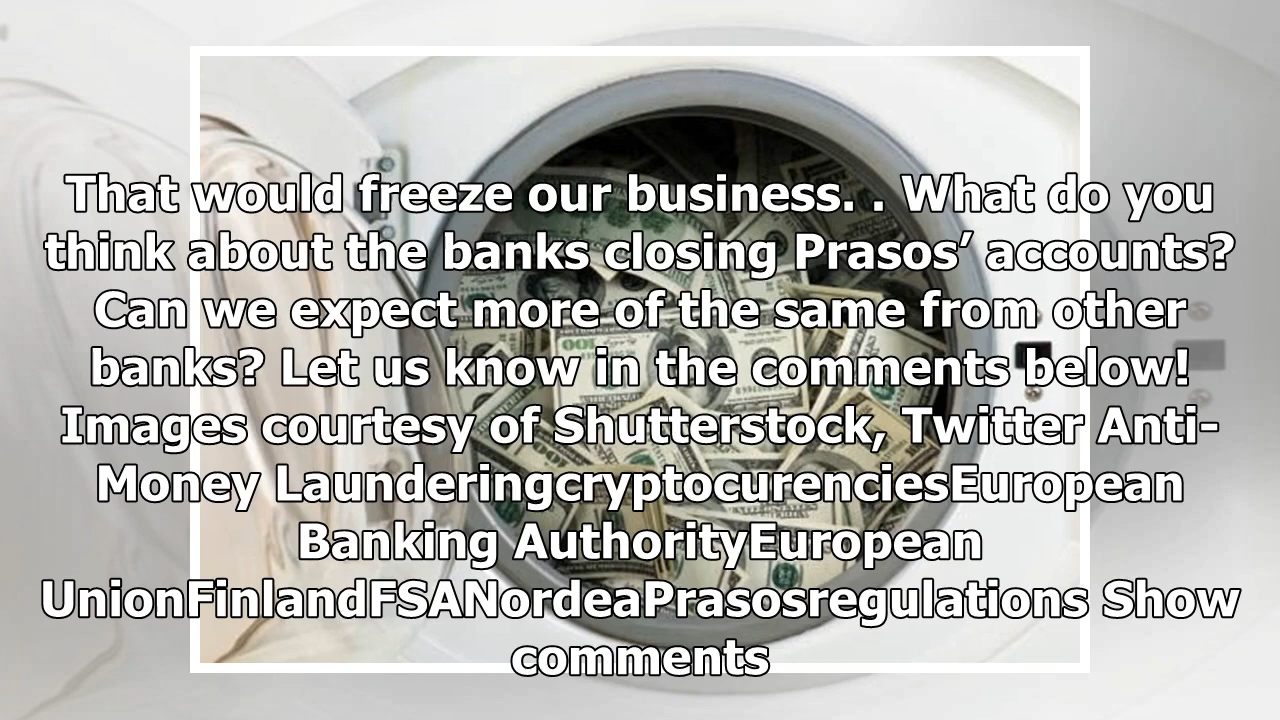 That would freeze our business. . What do you
think about the banks closing Prasos’ accounts?
Can we expect more of the same from other
banks? Let us know in the comments below!
Images courtesy of Shutterstock, Twitter Anti-
Money LaunderingcryptocurenciesEuropean
Banking AuthorityEuropean
UnionFinlandFSANordeaPrasosregulations Show
comments